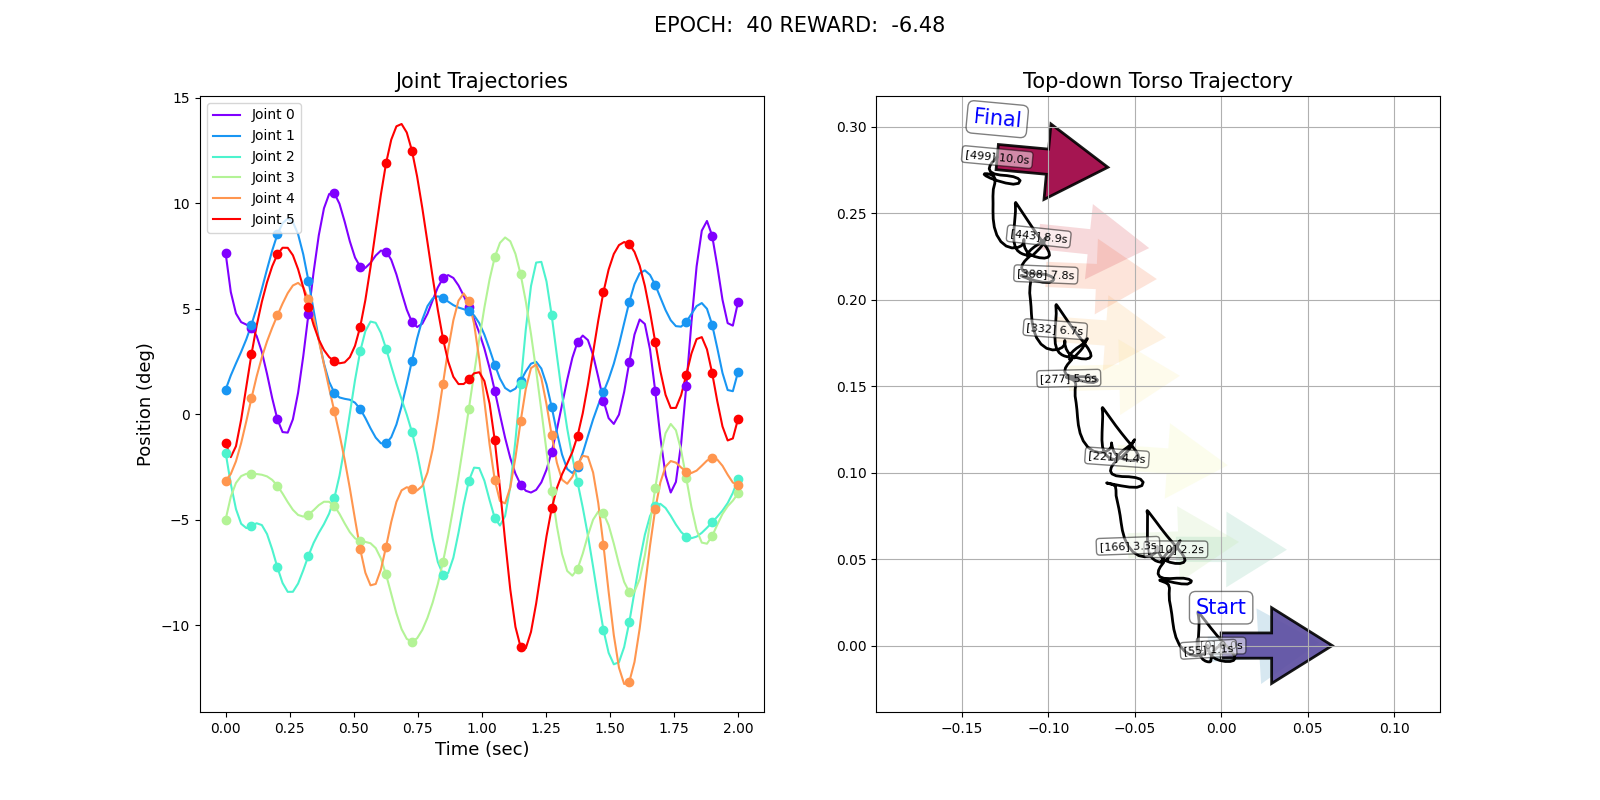 EPOCH:  40 REWARD:  -6.48
Joint Trajectories
Joint 0
Joint 1
Joint 2
Joint 3
Joint 4
Joint 5
15
10
5
0
−5
−10
Position (deg)
0.00 0.25 0.50 0.75 1.00 1.25 1.50 1.75 2.00
Time (sec)
Top-down Torso Trajectory
0.30
0.25
0.20
0.15
0.10
0.05
0.00
−0.15 −0.10 −0.05 0.00 0.05 0.10
Final
[499] 10.0s
[443] 8.9s
[388] 7.8s
[332] 6.7s
[277] 5.6s
[221] 4.4s
[166] 3.3s
2.2s
Start
[55] 1.1s